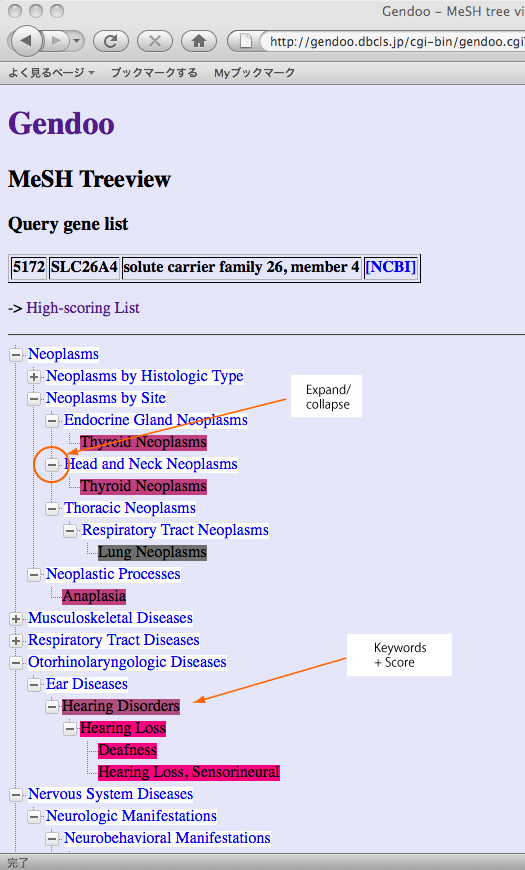 Gendoo – MeSH tree vi
http://gendoo.dbcls.jp/cgi-bin/gendoo.cgi
よく見るページ ブックマークする Myブックマーク
Gendoo
MeSH Treeview
Query gene list
5172 SLC26A4 solute carrier family 26, member 4 [NCBI]
-> High-scoring List
Neoplasms
Neoplasms by Histologic Type
Expand/
collapse
Neoplasms by Site
Endocrine Gland Neoplasms
Thyroid Neoplasms
Head and Neck Neoplasms
Thyroid Neoplasms
Thoracic Neoplasms
Respiratory Tract Neoplasms
Lung Neoplasms
Neoplastic Processes
Anaplasia
Musculoskeletal Diseases
Respiratory Tract Diseases
Keywords
+ Score
Otorhinolaryngologic Diseases
Ear Diseases
Hearing Disorders
Hearing Loss
Deafness
Hearing Loss, Sensorineural
Nervous System Diseases
Neurologic Manifestations
Neurobehavioral Manifestations
完了